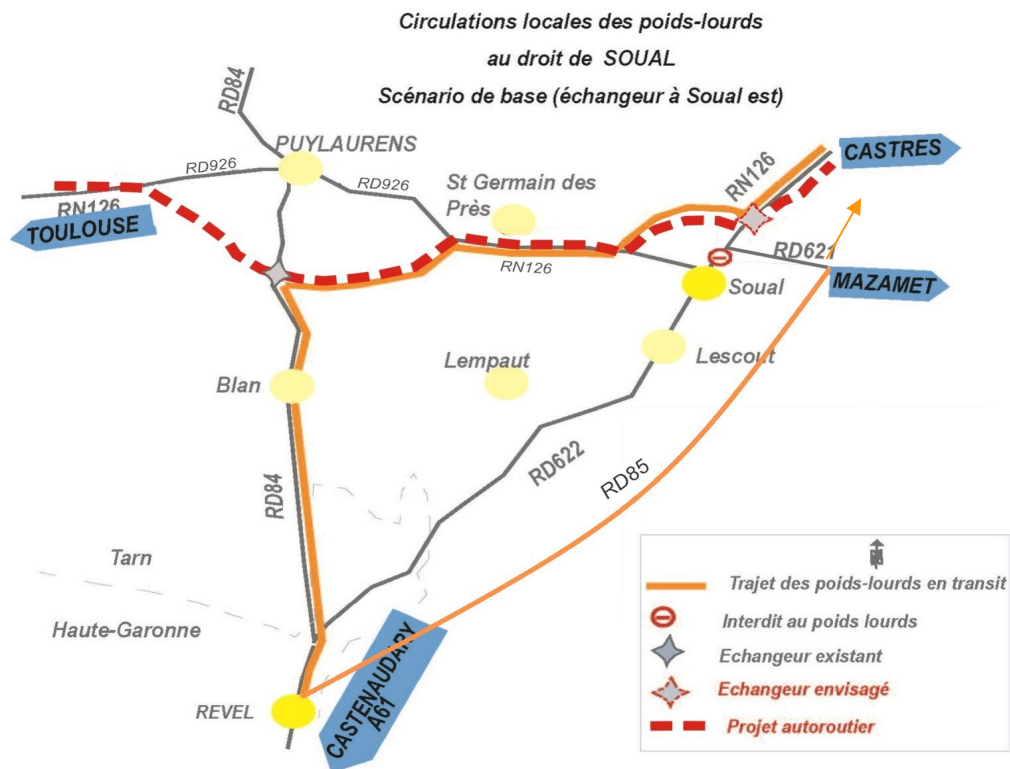 Circulations locales des poids-lourds
au droit de SOUAL
Scénario de base (échangeur à Soual est)
RD84
PUYLAURENS
RD926
RD926
St Germain des
Près
RN126
CASTRES
RN126
TOULOUSE
RN126
RD621
MAZAMET
Soual
Lescout
Lempaut
Blan
RD622
RD85
RD84
Tarn
Haute-Garonne
REVEL
CASTENAUDARY
A61
Trajet des poids-lourds en transit
Interdit au poids lourds
Echangeur existant
Echangeur envisagé
Projet autoroutier